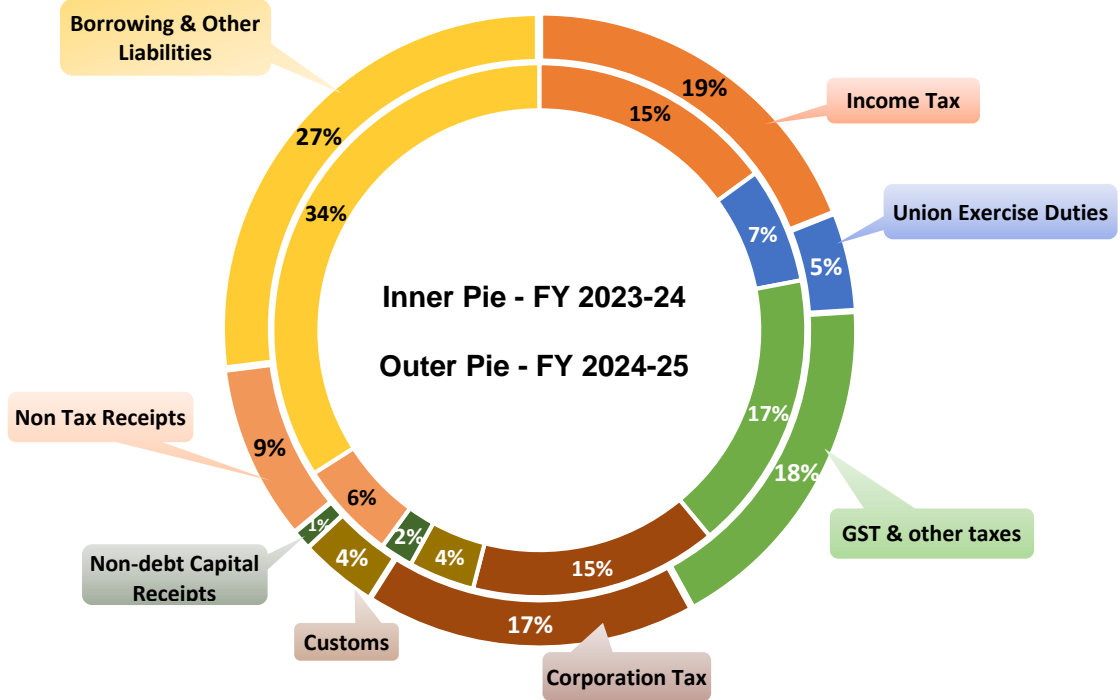 Borrowing & Other
Liabilities
19%
Income Tax
15%
27%
34%
Union Exercise Duties
7%
5%
Inner Pie - FY 2023-24
Outer Pie - FY 2024-25
Non Tax Receipts
17%
9%
18%
6%
GST & other taxes
1%
2%
4%
4%
15%
Non-debt Capital
Receipts
17%
Customs
Corporation Tax